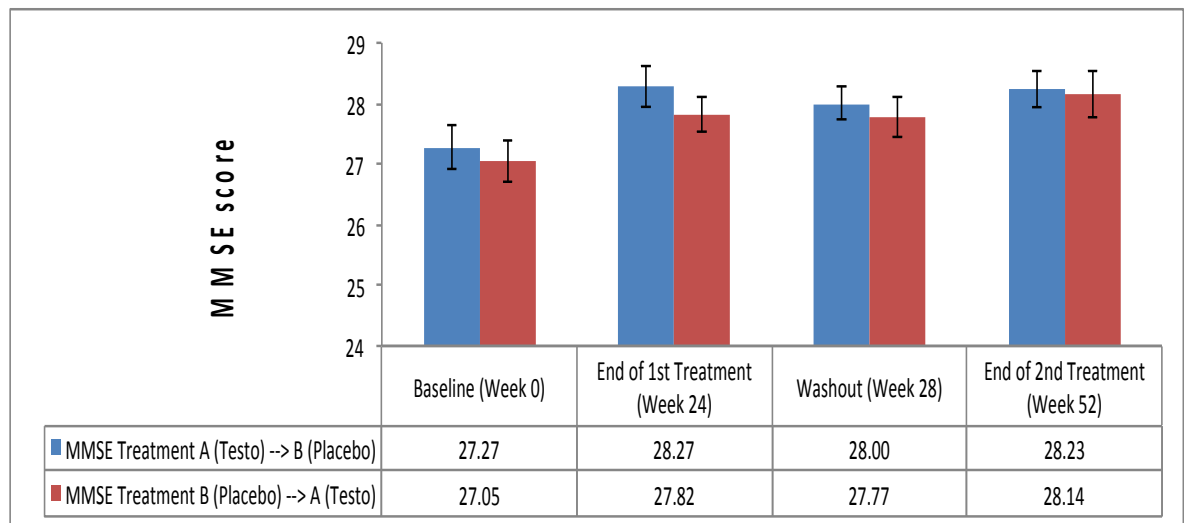 29
28
27
26
25
24
MMSE score
Baseline (Week 0)
End of 1st Treatment
(Week 24)
Washout (Week 28)
End of 2nd Treatment
(Week 52)
MMSE Treatment A (Testo) --> B (Placebo) 27.27 28.27 28.00 28.23
MMSE Treatment B (Placebo) --> A (Testo) 27.05 27.82 27.77 28.14